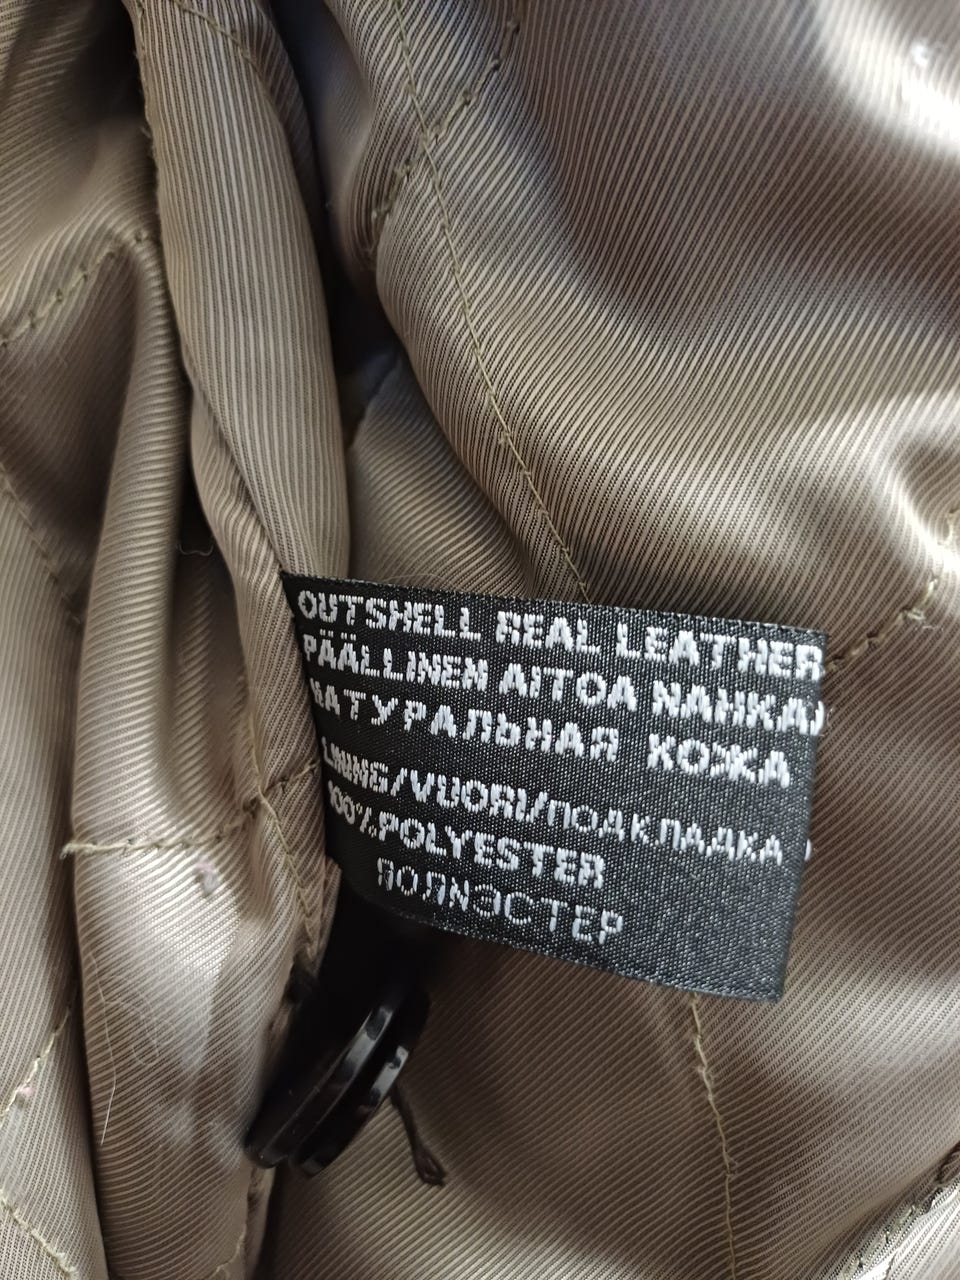 OUTSHELL REAL LEATHER
PÄÄLLINEN AITOA NAHKAA
НАТУРАЛЬНАЯ КОЖА
LINING/VUORI/ПОДКЛАДКА
100%POLYESTER
ПОЛИЭСТЕР